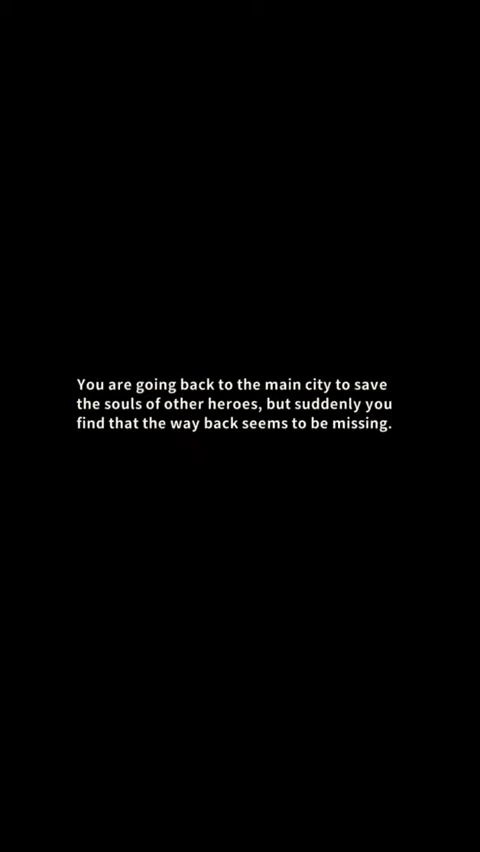 You are going back to the main city to save
the souls of other heroes, but suddenly you
find that the way back seems to be missing.